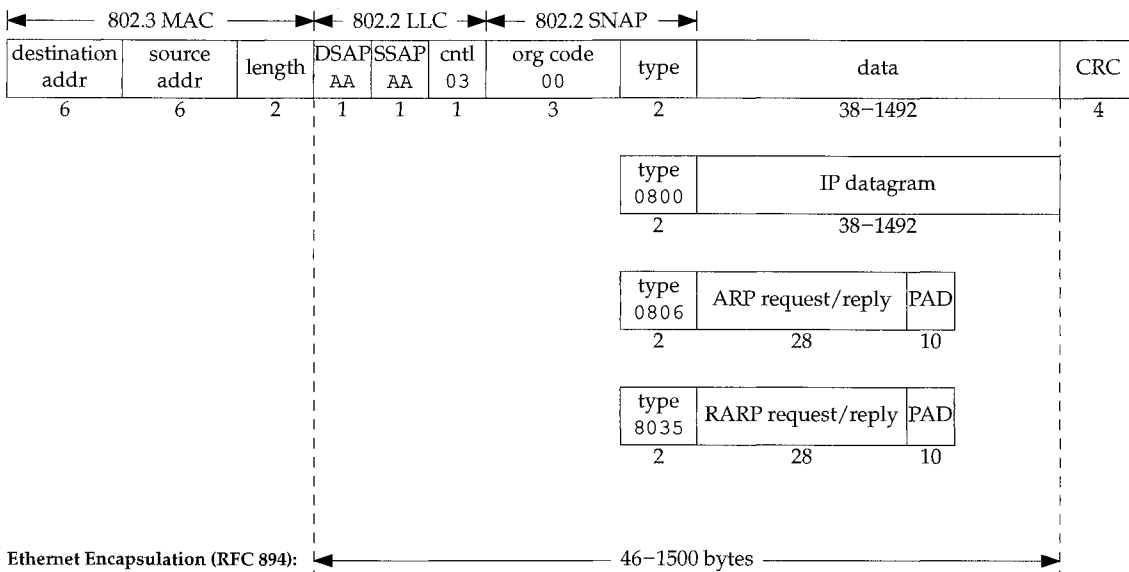 802.3 MAC 802.2 LLC 802.2 SNAP
destination addr source addr length DSAP AA SSAP AA cntl 03 org code 00 type data CRC
6 6 2 1 1 1 3 2 38–1492 4
type 0800 IP datagram
2 38–1492
type 0806 ARP request/reply PAD
2 28 10
type 8035 RARP request/reply PAD
2 28 10
Ethernet Encapsulation (RFC 894): 46–1500 bytes